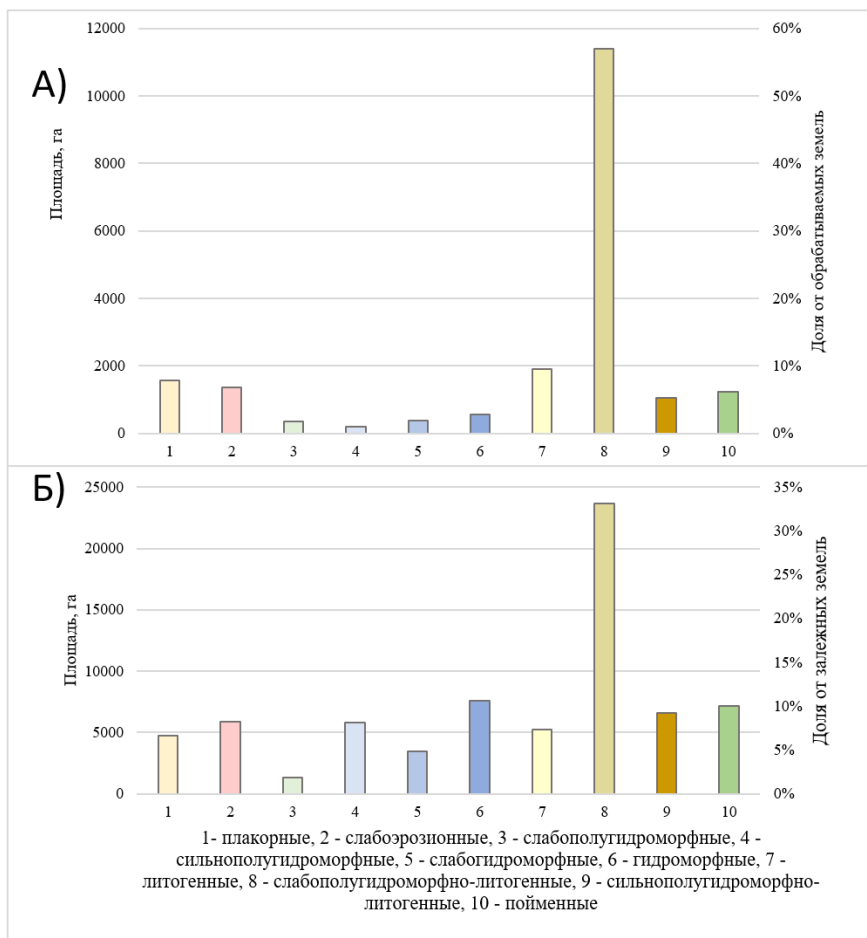 А)
Площадь, га
12000
10000
8000
6000
4000
2000
0
60%
50%
40%
30%
20%
10%
0%
Доля от обрабатываемых земель
1 2 3 4 5 6 7 8 9 10
Б)
Площадь, га
25000
20000
15000
10000
5000
0
35%
30%
25%
20%
15%
10%
5%
0%
Доля от залежных земель
1 2 3 4 5 6 7 8 9 10
1- плакорные, 2 - слабоэрозионные, 3 - слабополугидроморфные, 4 -
сильнополугидроморфные, 5 - слабогидроморфные, 6 - гидроморфные, 7 -
литогенные, 8 - слабополугидроморфно-литогенные, 9 - сильнополугидроморфно-
литогенные, 10 - пойменные